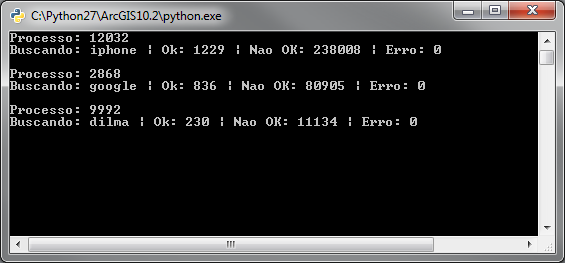 C:\Python27\ArcGIS10.2\python.exe
Processo: 12032
Buscando: iphone | Ok: 1229 | Nao OK: 238008 | Erro: 0
Processo: 2868
Buscando: google | Ok: 836 | Nao OK: 80905 | Erro: 0
Processo: 9992
Buscando: dilma | Ok: 230 | Nao OK: 11134 | Erro: 0